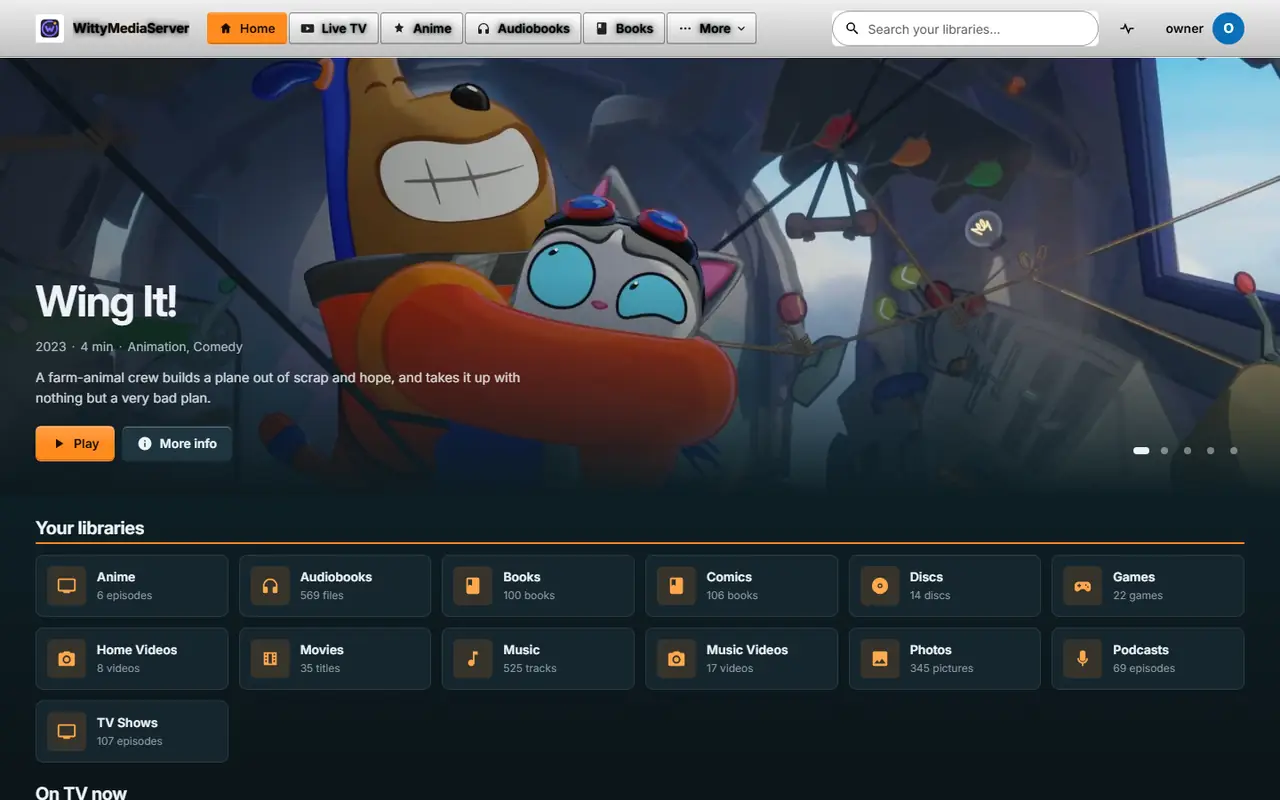 WittyMediaServer
Home
Live TV
Anime
Audiobooks
Books
More
Search your libraries...
owner
O
Wing It!
2023 · 4 min · Animation, Comedy
A farm-animal crew builds a plane out of scrap and hope, and takes it up with
nothing but a very bad plan.
Play
More info
Your libraries
Anime
6 episodes
Audiobooks
569 files
Books
100 books
Comics
106 books
Discs
14 discs
Games
22 games
Home Videos
8 videos
Movies
35 titles
Music
525 tracks
Music Videos
17 videos
Photos
345 pictures
Podcasts
69 episodes
TV Shows
107 episodes
On TV now